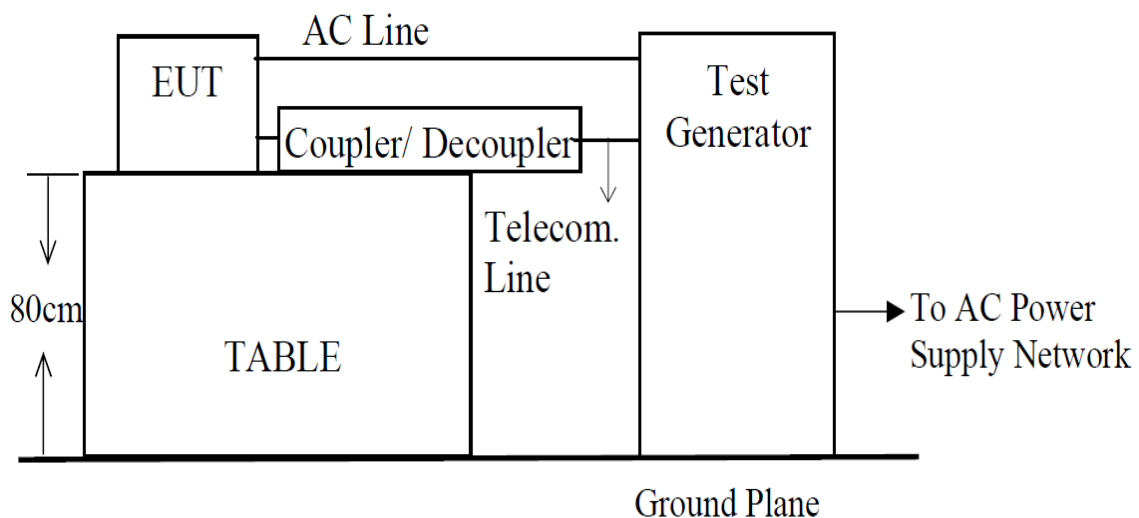 AC Line
EUT
Test
Generator
Coupler/ Decoupler
Telecom.
Line
80cm
TABLE
To AC Power
Supply Network
Ground Plane